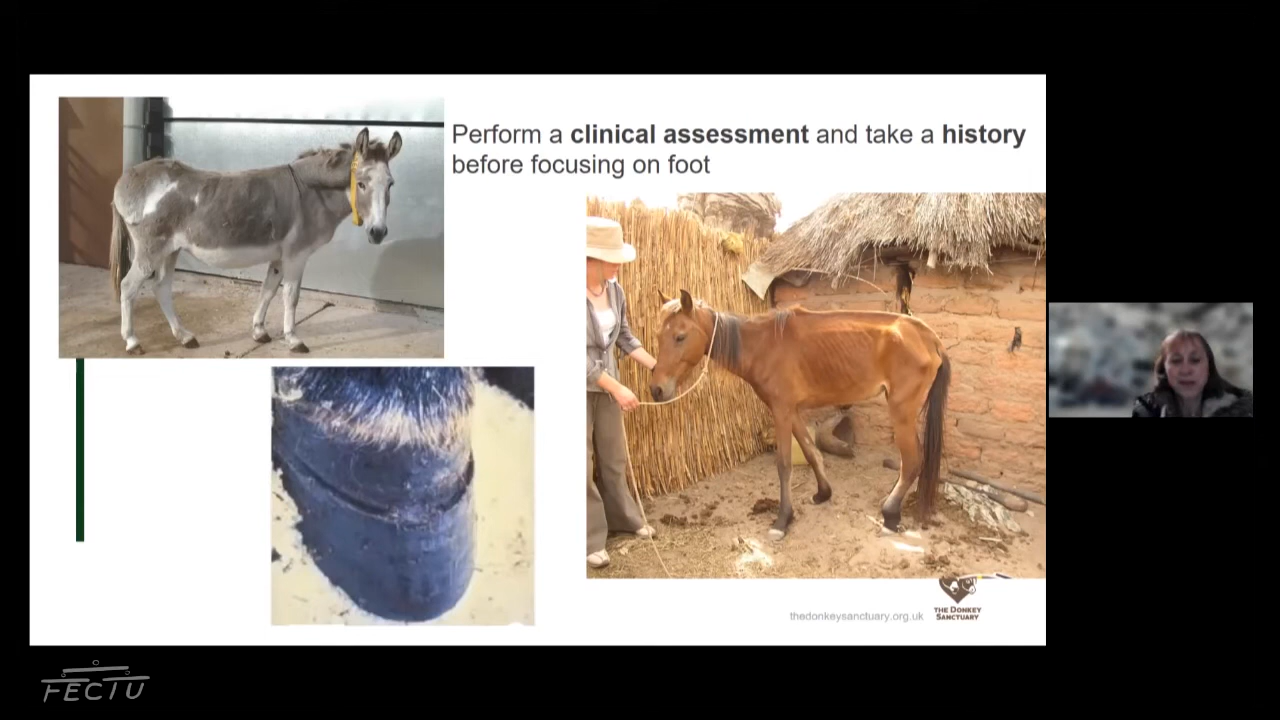 Perform a clinical assessment and take a history
before focusing on foot
thedonkeysanctuary.org.uk
THE DONKEY
SANCTUARY
FECTU